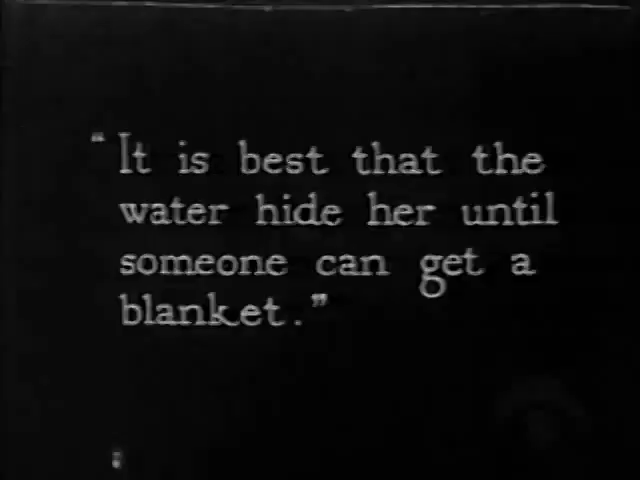 “It is best that the
water hide her until
someone can get a
blanket.”